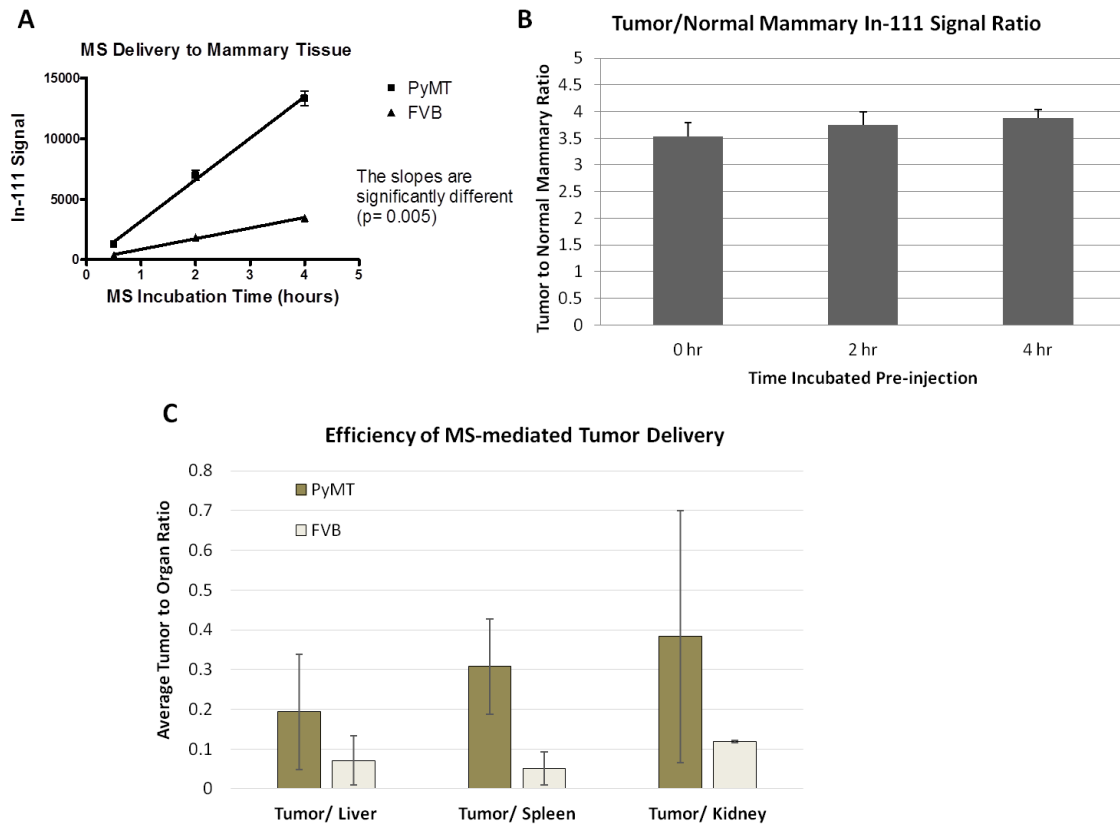 A
MS Delivery to Mammary Tissue
15000
10000
5000
0
In-111 Signal
0 1 2 3 4 5
MS Incubation Time (hours)
PyMT
FVB
The slopes are
significantly different
(p= 0.005)
B
Tumor/Normal Mammary In-111 Signal Ratio
5
4.5
4
3.5
3
2.5
2
1.5
1
0.5
0
Tumor to Normal Mammary Ratio
0 hr 2 hr 4 hr
Time Incubated Pre-injection
C
Efficiency of MS-mediated Tumor Delivery
0.8
0.7
0.6
0.5
0.4
0.3
0.2
0.1
0
Average Tumor to Organ Ratio
PyMT
FVB
Tumor/ Liver Tumor/ Spleen Tumor/ Kidney